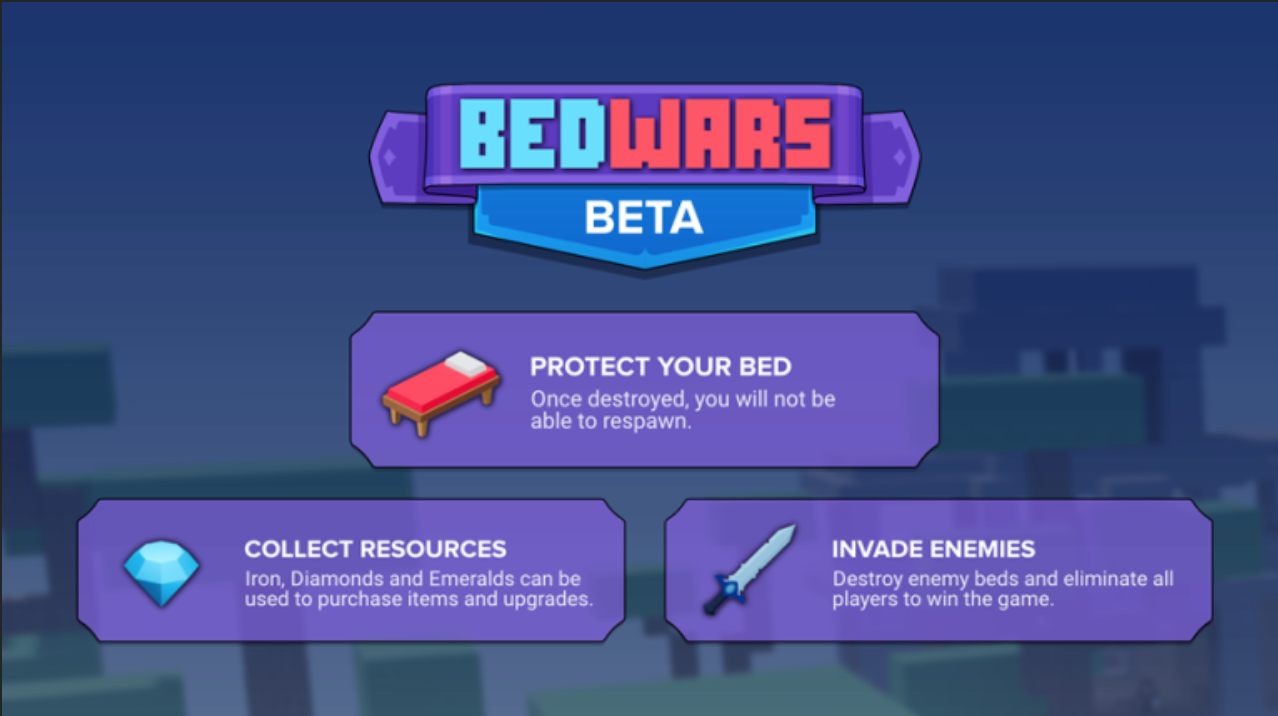 BEDWARS
BETA
PROTECT YOUR BED
Once destroyed, you will not be
able to respawn.
COLLECT RESOURCES
Iron, Diamonds and Emeralds can be
used to purchase items and upgrades.
INVADE ENEMIES
Destroy enemy beds and eliminate all
players to win the game.